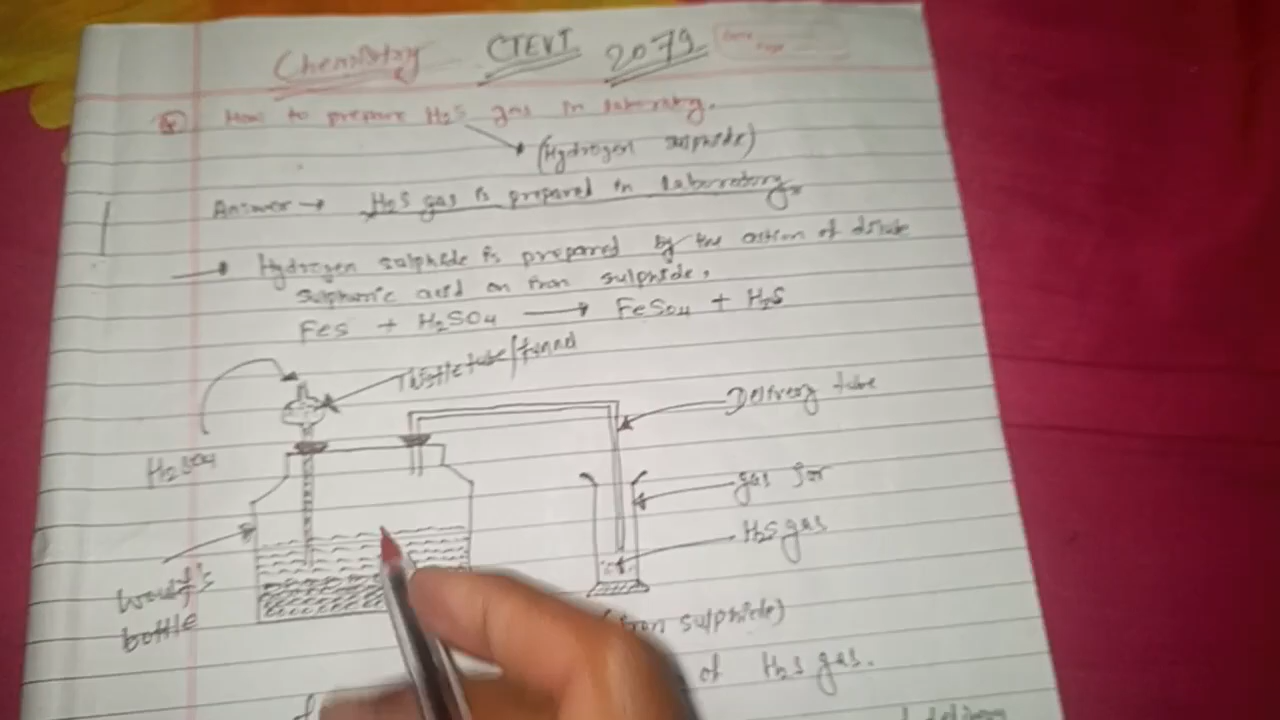 Chemistry CTEVT 2079
How to prepare H2S gas in laboratry.
(Hydrogen sulphide)
Answer → H2S gas is prepared in laboratory.
→ Hydrogen sulphide is prepared by the action of dilute
sulphuric acid on Iron sulphide.
FeS + H2SO4 → FeSO4 + H2S
Thistle tube/funnel
Delivery tube
H2SO4
gas Jar
H2S gas
Woulf's
bottle
(Iron sulphide)
of H2S gas.